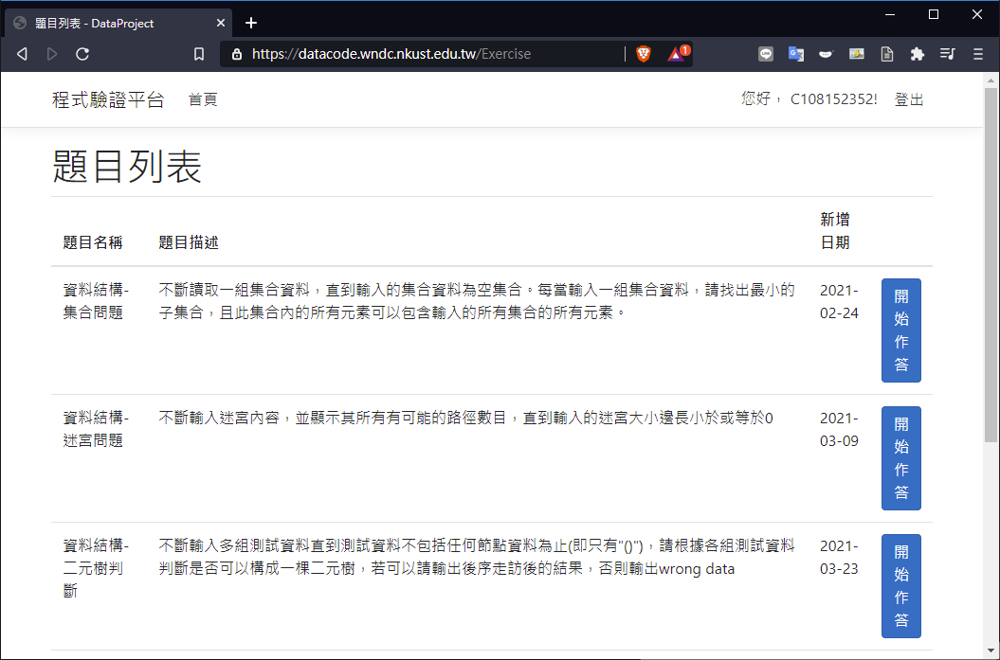 題目列表 - DataProject
https://datacode.wndc.nkust.edu.tw/Exercise
1
程式驗證平台 首頁 您好, C108152352! 登出
題目列表
題目名稱 題目描述 新增
日期
資料結構-
集合問題
不斷讀取一組集合資料,直到輸入的集合資料為空集合。每當輸入一組集合資料,請找出最小的
子集合,且此集合內的所有元素可以包含輸入的所有集合的所有元素。
2021-
02-24
開
始
作
答
資料結構-
迷宮問題
不斷輸入迷宮內容,並顯示其所有有可能的路徑數目,直到輸入的迷宮大小邊長小於或等於0
2021-
03-09
開
始
作
答
資料結構-
二元樹判
斷
不斷輸入多組測試資料直到測試資料不包括任何節點資料為止(即只有"()"),請根據各組測試資料
判斷是否可以構成一棵二元樹,若可以請輸出後序走訪後的結果,否則輸出wrong data
2021-
03-23
開
始
作
答